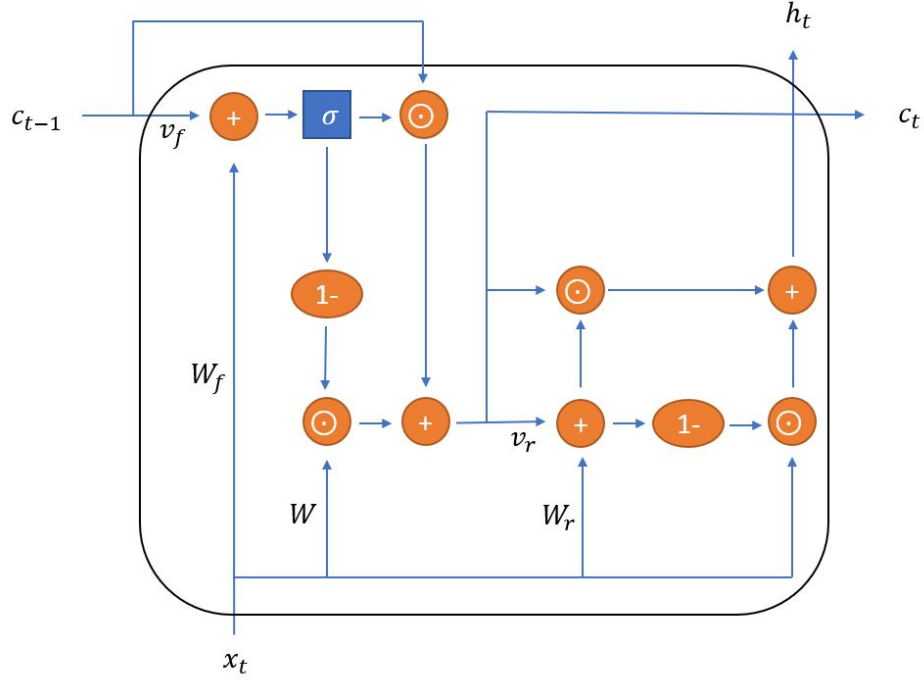 h_t
c_{t-1}
v_f
+
σ
⊙
c_t
1-
⊙
+
W_f
⊙
+
v_r
+
1-
⊙
W
W_r
x_t